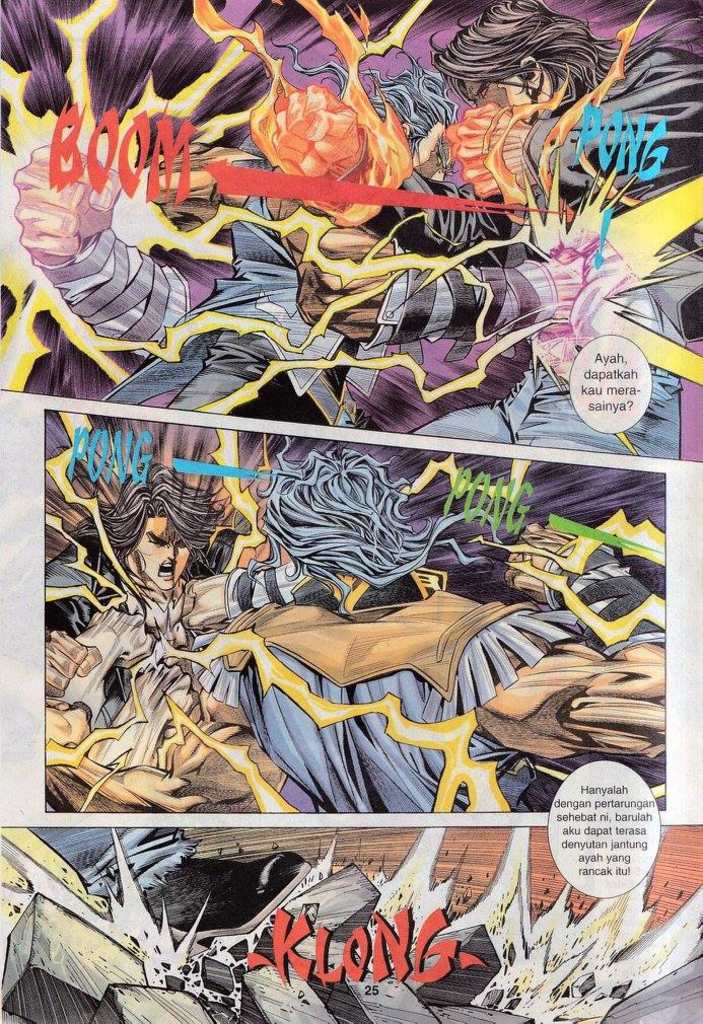 BOOM
PONG
!
Ayah,
dapatkah
kau mera-
sainya?
PONG
PONG
Hanyalah
dengan pertarungan
sehebat ni, barulah
aku dapat terasa
denyutan jantung
ayah yang
rancak itu!
-KLONG-
25